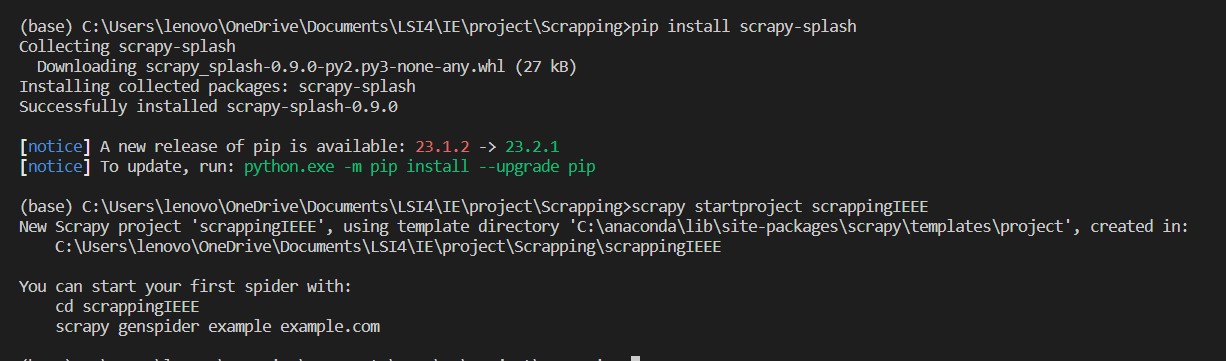 (base) C:\Users\lenovo\OneDrive\Documents\LSI4\IE\project\Scrapping>pip install scrapy-splash
Collecting scrapy-splash
  Downloading scrapy_splash-0.9.0-py2.py3-none-any.whl (27 kB)
Installing collected packages: scrapy-splash
Successfully installed scrapy-splash-0.9.0
[notice] A new release of pip is available: 23.1.2 -> 23.2.1
[notice] To update, run: python.exe -m pip install --upgrade pip
(base) C:\Users\lenovo\OneDrive\Documents\LSI4\IE\project\Scrapping>scrapy startproject scrappingIEEE
New Scrapy project 'scrappingIEEE', using template directory 'C:\anaconda\lib\site-packages\scrapy\templates\project', created in:
    C:\Users\lenovo\OneDrive\Documents\LSI4\IE\project\Scrapping\scrappingIEEE
You can start your first spider with:
    cd scrappingIEEE
    scrapy genspider example example.com